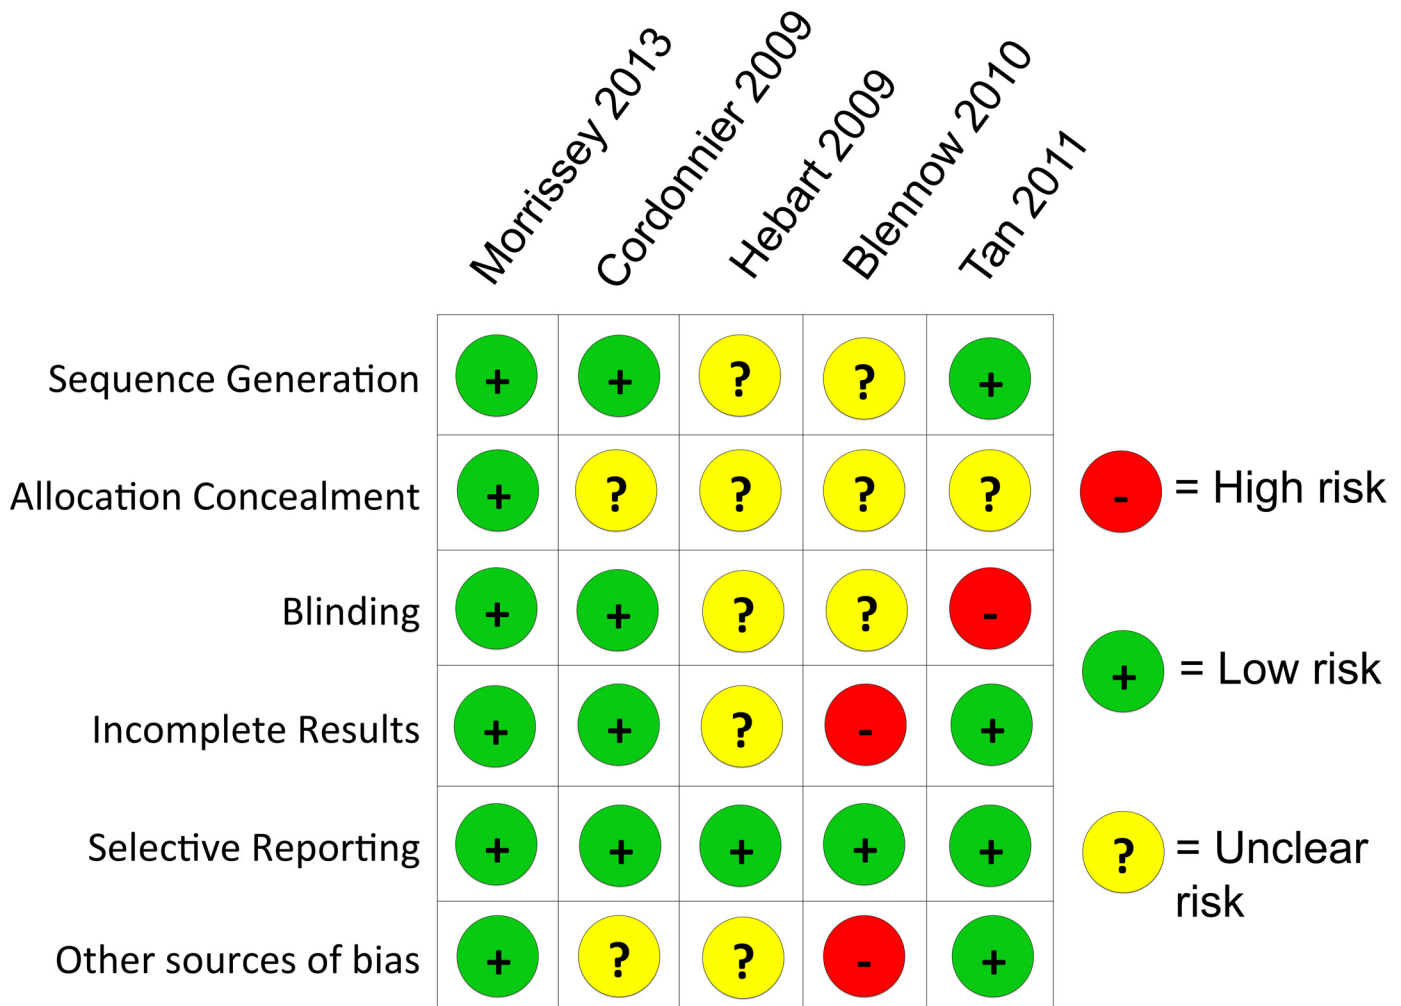 Morrissey 2013
Cordonnier 2009
Hebart 2009
Blennow 2010
Tan 2011
Sequence Generation + + ? ? +
Allocation Concealment + ? ? ? ?
- = High risk
Blinding + + ? ? -
+ = Low risk
Incomplete Results + + ? - +
Selective Reporting + + + + +
? = Unclear
risk
Other sources of bias + ? ? - +